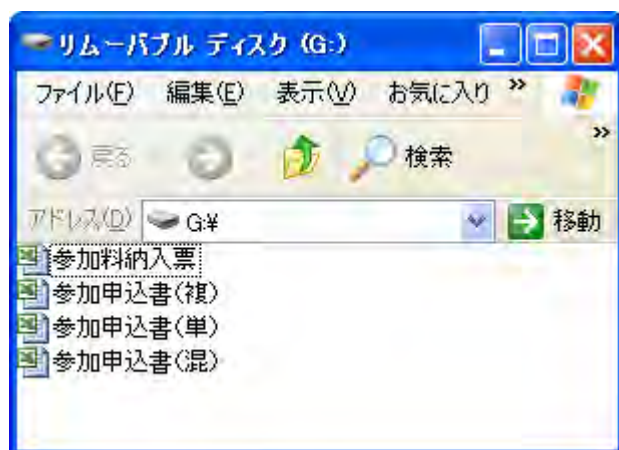 リムーバブル ディスク (G:)
ファイル(F) 編集(E) 表示(V) お気に入り »
戻る 検索 »
アドレス(D) G:¥ 移動
参加料納入票
参加申込書(複)
参加申込書(単)
参加申込書(混)